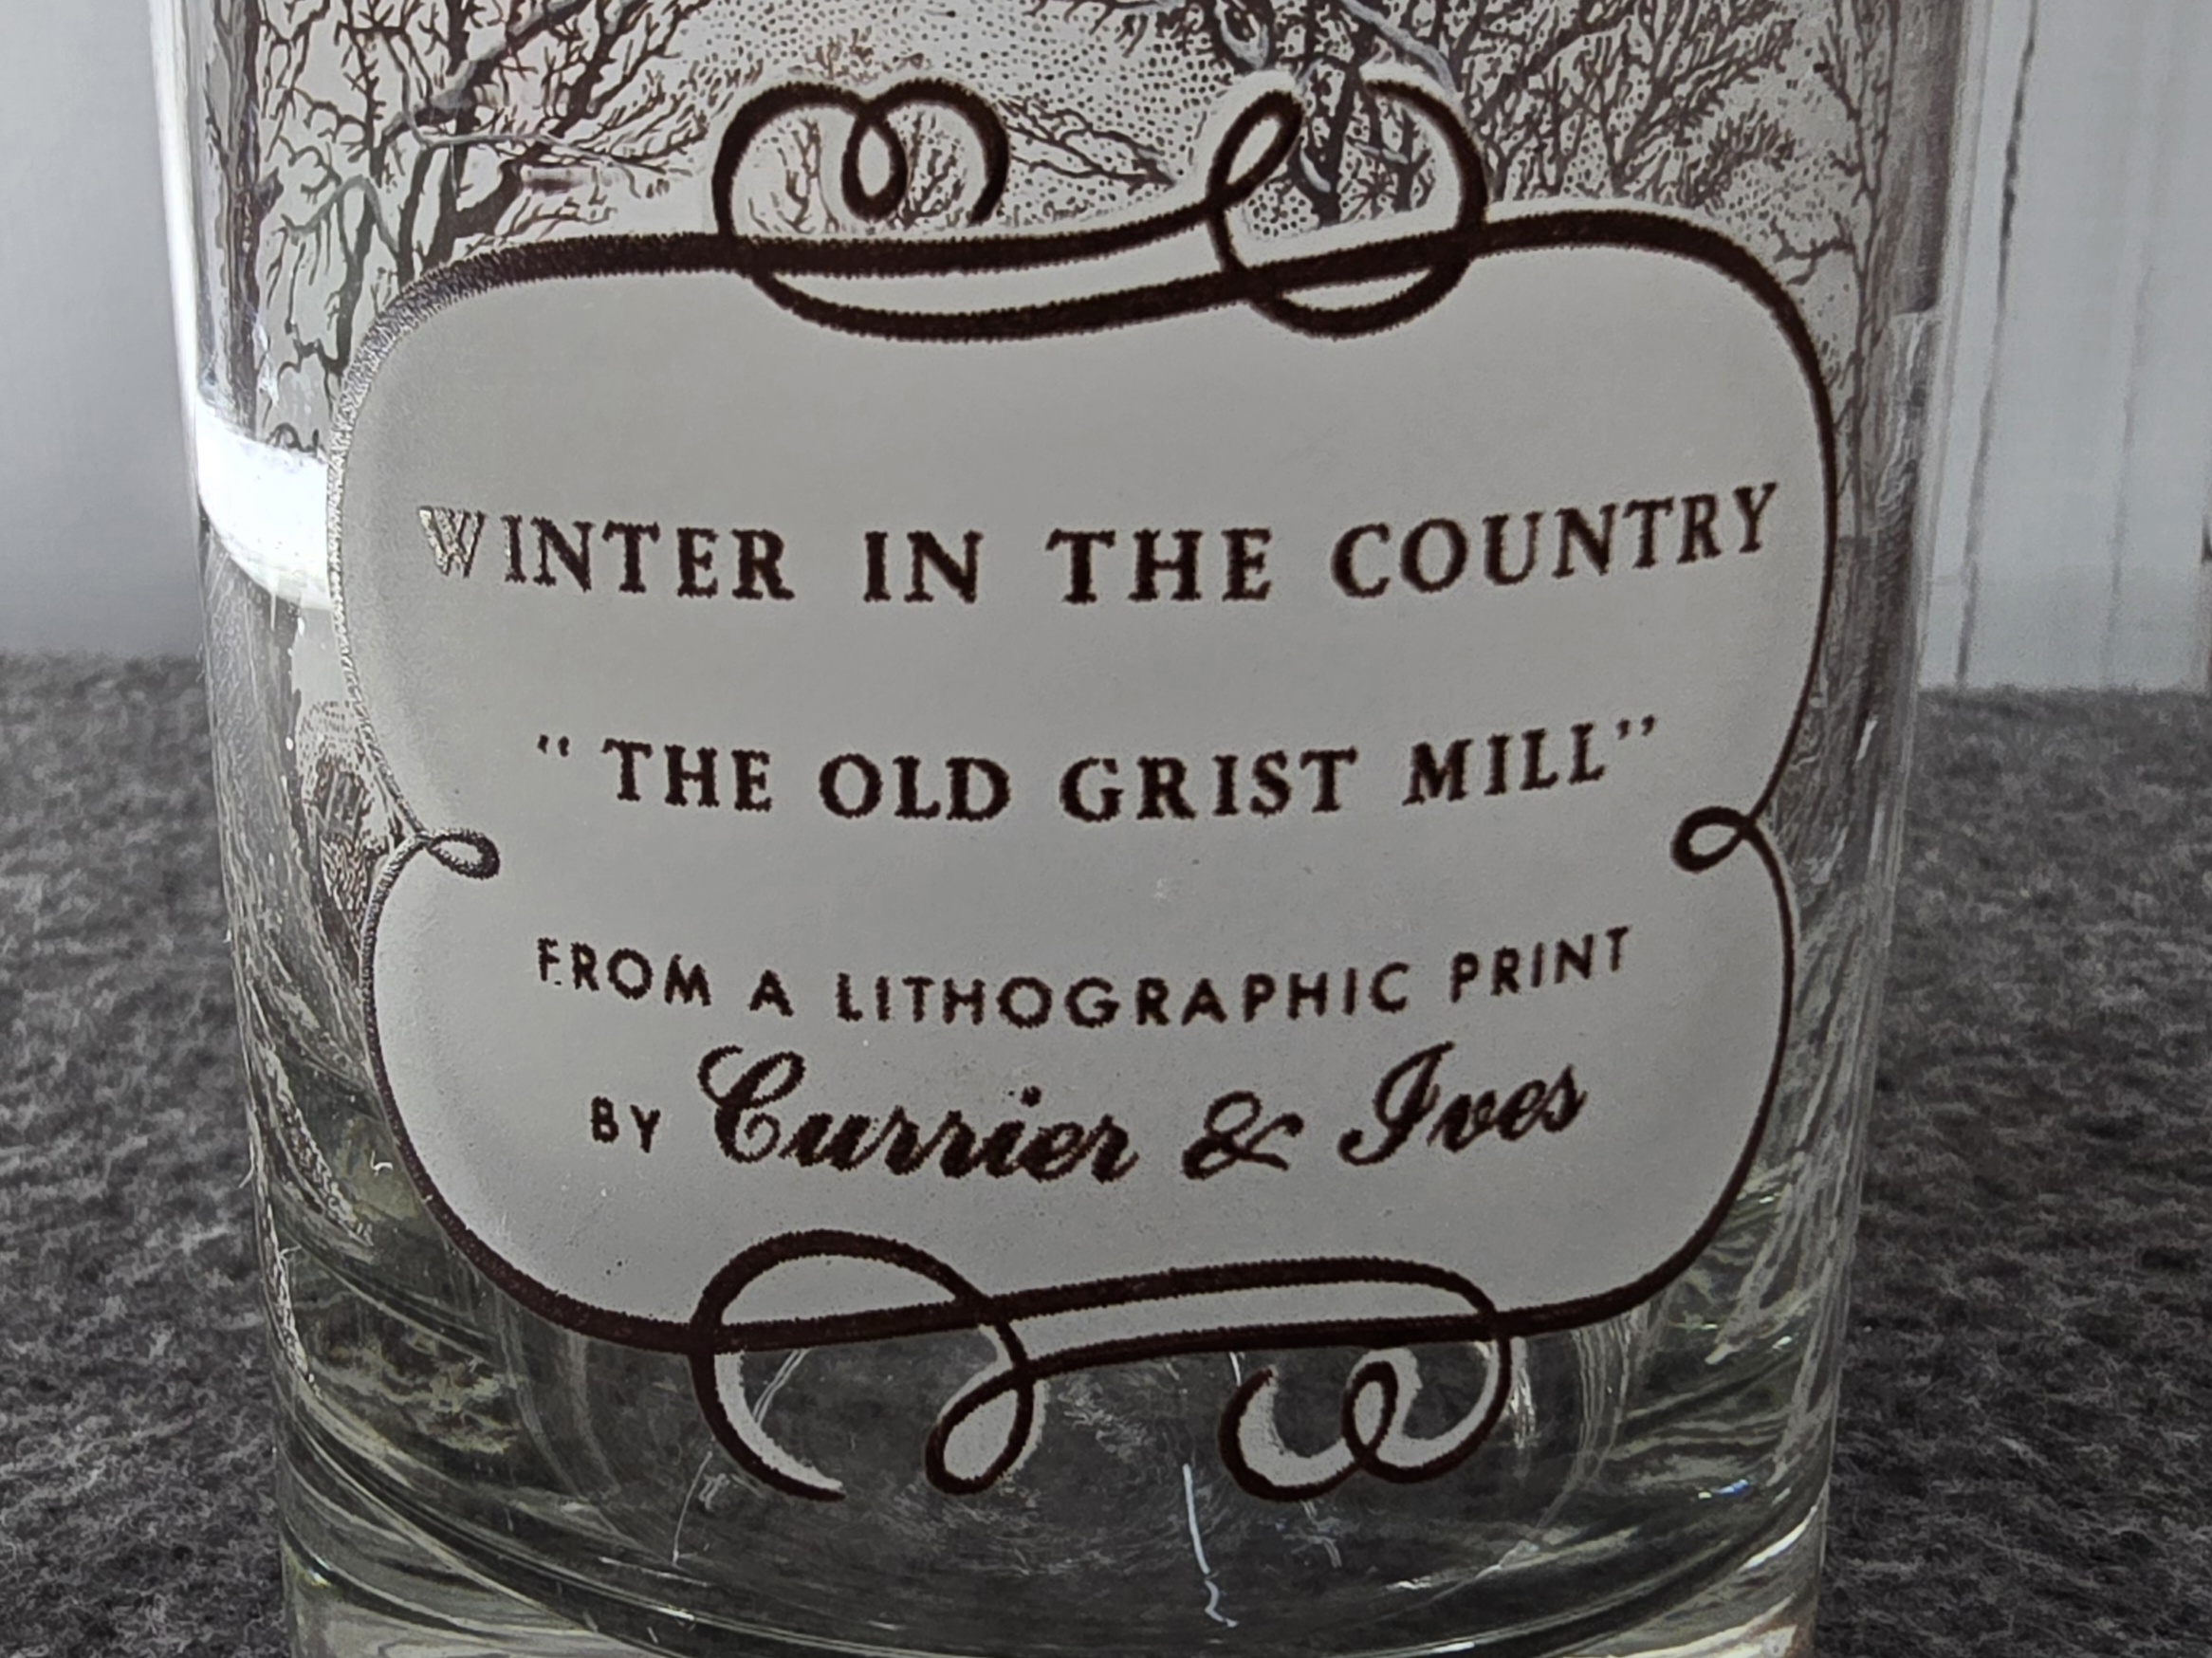 WINTER IN THE COUNTRY
"THE OLD GRIST MILL"
FROM A LITHOGRAPHIC PRINT
BY Currier & Ives